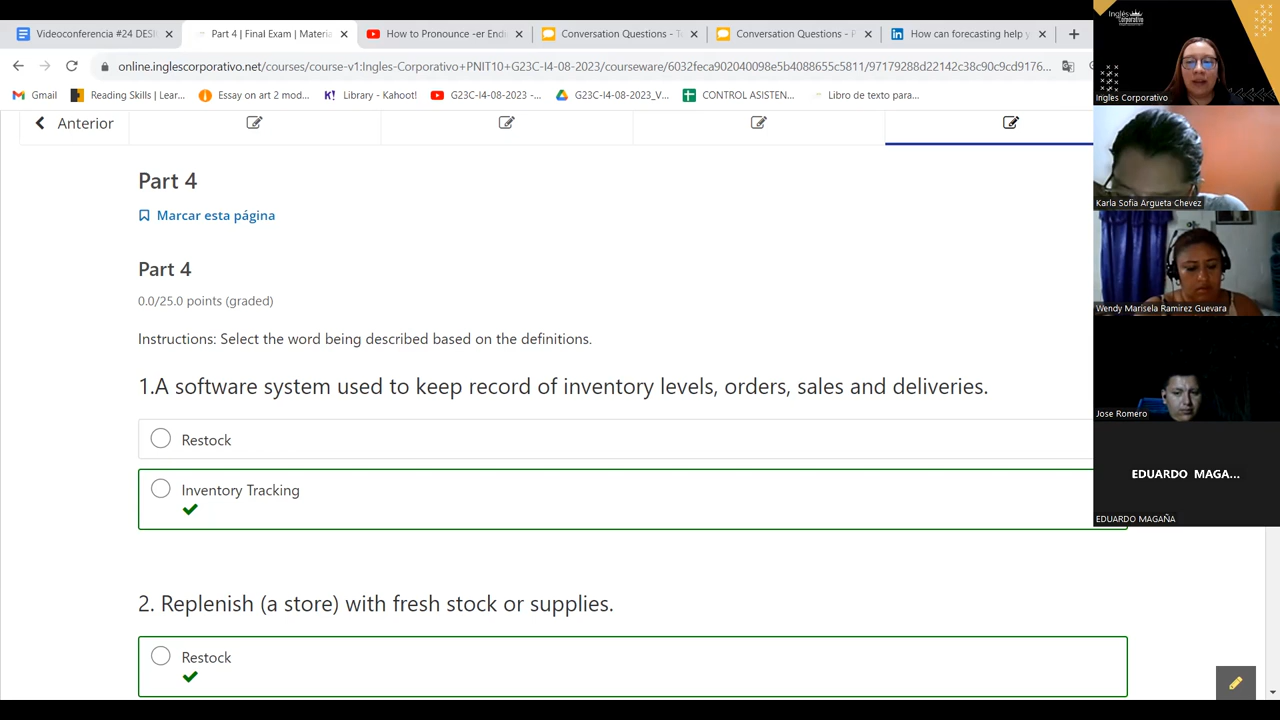 Videoconferencia #24 DESI
Part 4 | Final Exam | Materia
How to Pronounce -er Endi
Conversation Questions - T
Conversation Questions - P
How can forecasting help y
online.inglescorporativo.net/courses/course-v1:Ingles-Corporativo+PNI
G23C-I4-08-2023/courseware/6032feca902040098e5b4088655c5811/97179288d22142c38c90c9cd9176...
Gmail
Reading Skills | Lear...
Essay on art 2 mod...
Library - Kano
G23C-I4-08-2023 -...
G23C-I4-08-2023_V...
CONTROL ASISTEN...
Libro de texto para...
Anterior
Part 4
Marcar esta página
Part 4
0.0/25.0 points (graded)
Instructions: Select the word being described based on the definitions.
1.A software system used to keep record of inventory levels, orders, sales and deliveries.
Restock
Inventory Tracking
2. Replenish (a store) with fresh stock or supplies.
Restock
Inglés
Corporativo
Ingles Corporativo
Karla Sofia Argueta Chevez
Wendy Marisela Ramirez Guevara
Jose Romero
EDUARDO MAGA...
EDUARDO MAGAÑA